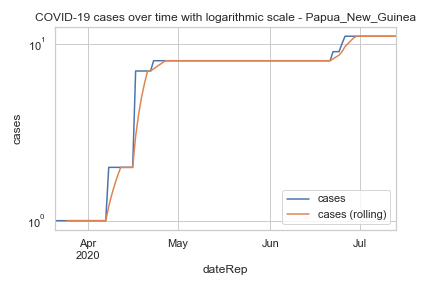 COVID-19 cases over time with logarithmic scale - Papua_New_Guinea
10¹
cases
10⁰
cases
cases (rolling)
Apr
2020
May
Jun
Jul
dateRep